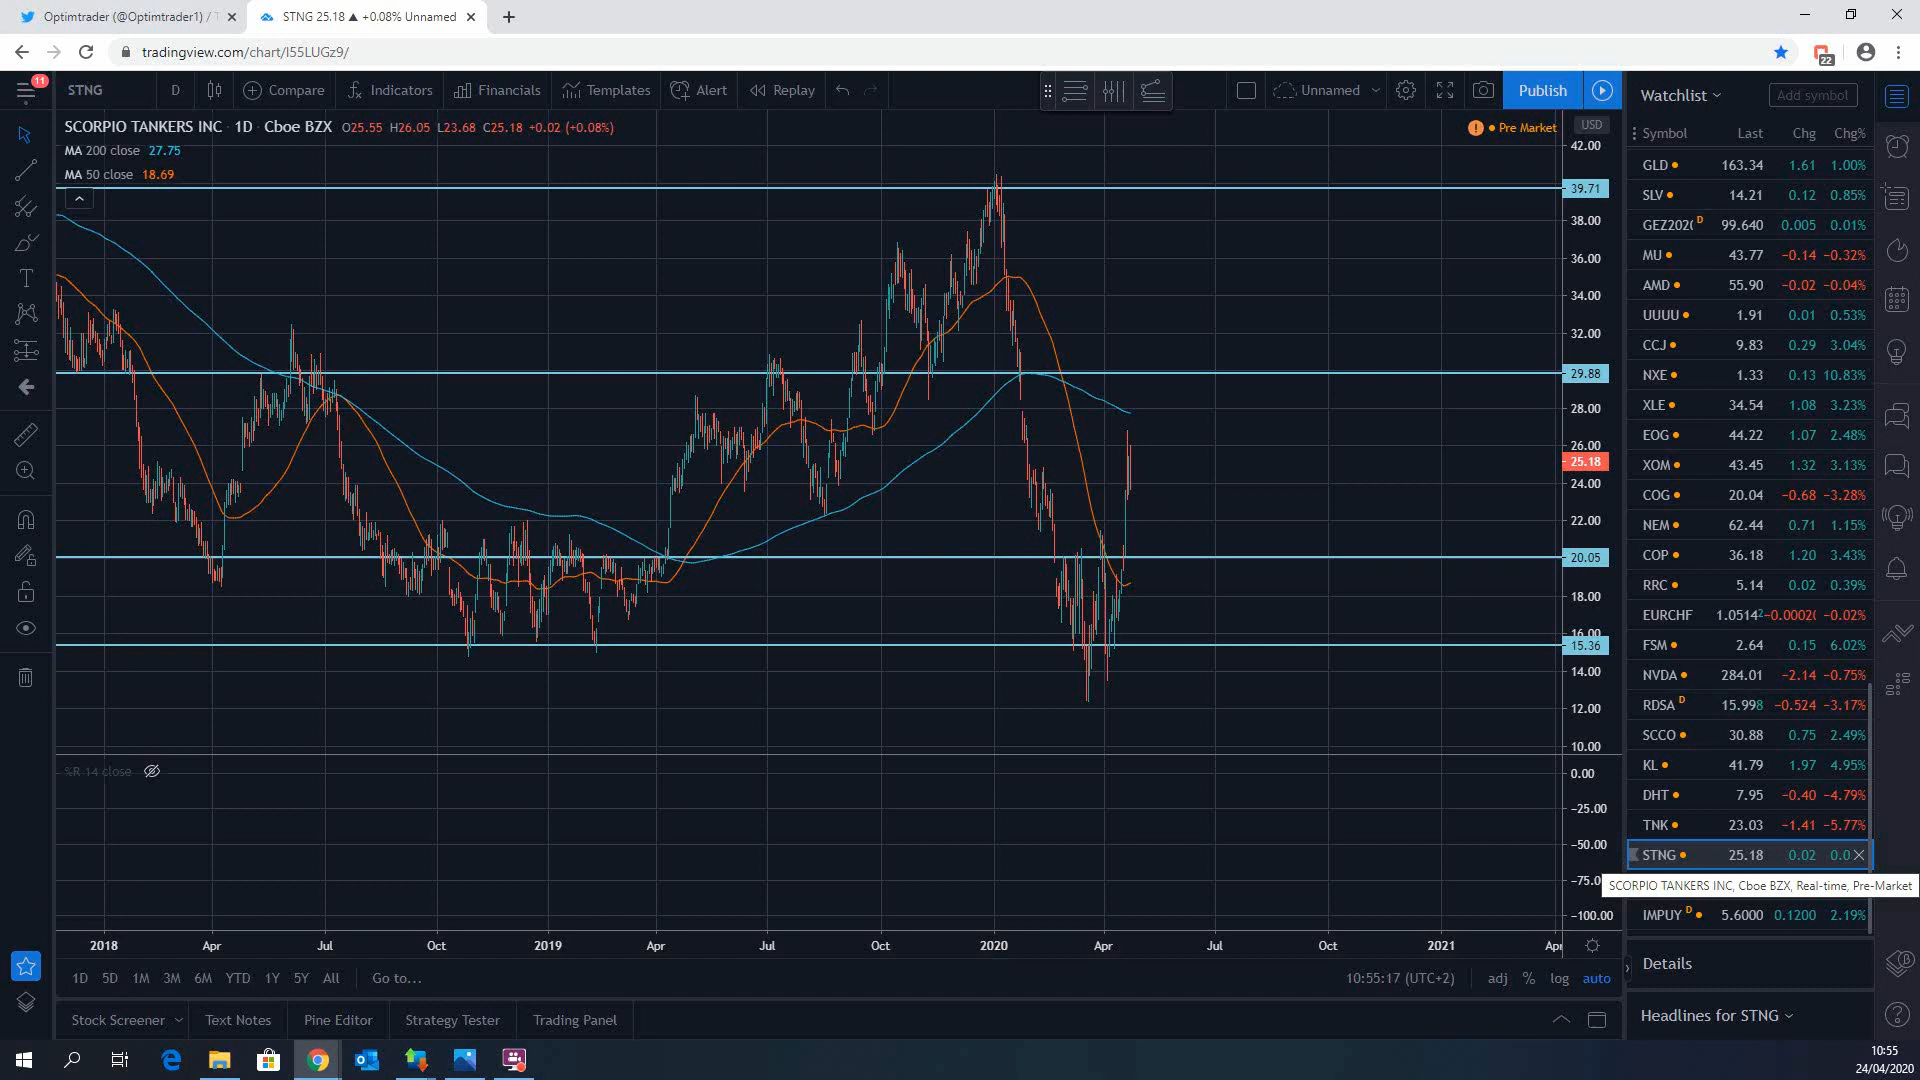 Optimtrader (@Optimtrader1) / T
STNG 25.18 ▲ +0.08% Unnamed
tradingview.com/chart/I55LUGz9/
22
11
STNG D Compare Indicators Financials Templates Alert Replay Unnamed Publish
SCORPIO TANKERS INC · 1D · Cboe BZX O25.55 H26.05 L23.68 C25.18 +0.02 (+0.08%)
Pre Market
USD
MA 200 close 27.75
MA 50 close 18.69
42.00
39.71
38.00
36.00
34.00
32.00
29.88
28.00
26.00
25.18
24.00
22.00
20.05
18.00
16.00
15.36
14.00
12.00
10.00
%R 14 close
0.00
−25.00
−50.00
−75.00
−100.00
2018 Apr Jul Oct 2019 Apr Jul Oct 2020 Apr Jul Oct 2021 Apr
1D 5D 1M 3M 6M YTD 1Y 5Y All Go to... 10:55:17 (UTC+2) adj % log auto
Stock Screener Text Notes Pine Editor Strategy Tester Trading Panel
Watchlist Add symbol
Symbol Last Chg Chg%
GLD 163.34 1.61 1.00%
SLV 14.21 0.12 0.85%
GEZ202( D 99.640 0.005 0.01%
MU 43.77 −0.14 −0.32%
AMD 55.90 −0.02 −0.04%
UUUU 1.91 0.01 0.53%
CCJ 9.83 0.29 3.04%
NXE 1.33 0.13 10.83%
XLE 34.54 1.08 3.23%
EOG 44.22 1.07 2.48%
XOM 43.45 1.32 3.13%
COG 20.04 −0.68 −3.28%
NEM 62.44 0.71 1.15%
COP 36.18 1.20 3.43%
RRC 5.14 0.02 0.39%
EURCHF 1.0514² −0.0002( −0.02%
FSM 2.64 0.15 6.02%
NVDA 284.01 −2.14 −0.75%
RDSA D 15.998 −0.524 −3.17%
SCCO 30.88 0.75 2.49%
KL 41.79 1.97 4.95%
DHT 7.95 −0.40 −4.79%
TNK 23.03 −1.41 −5.77%
STNG 25.18 0.02 0.0
SCORPIO TANKERS INC, Cboe BZX, Real-time, Pre-Market
IMPUY D 5.6000 0.1200 2.19%
Details
Headlines for STNG
10:55
24/04/2020